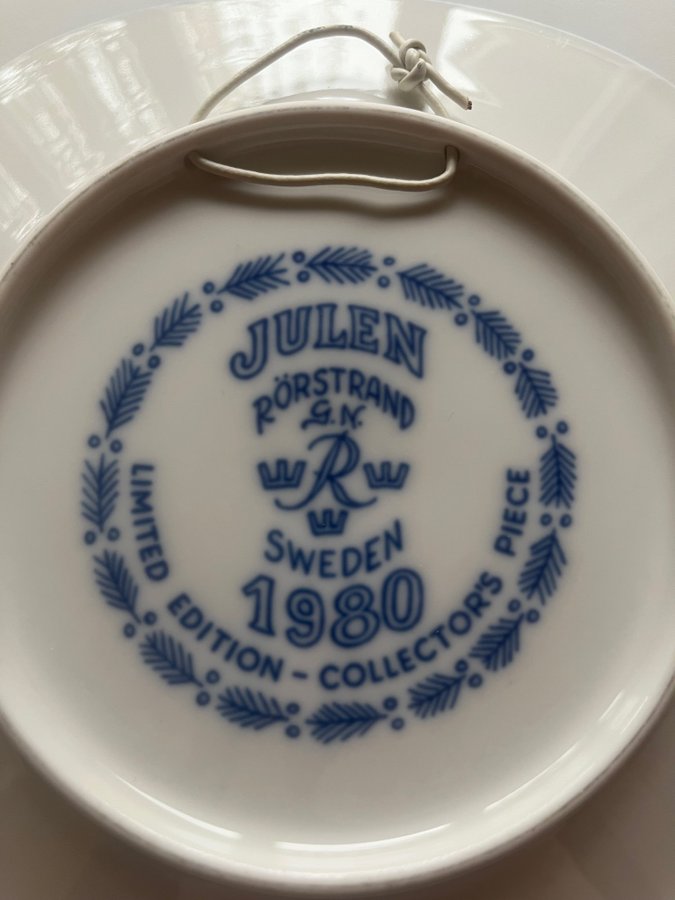 JULEN
RÖRSTRAND
G.N.
R
SWEDEN
1980
LIMITED EDITION – COLLECTOR'S PIECE